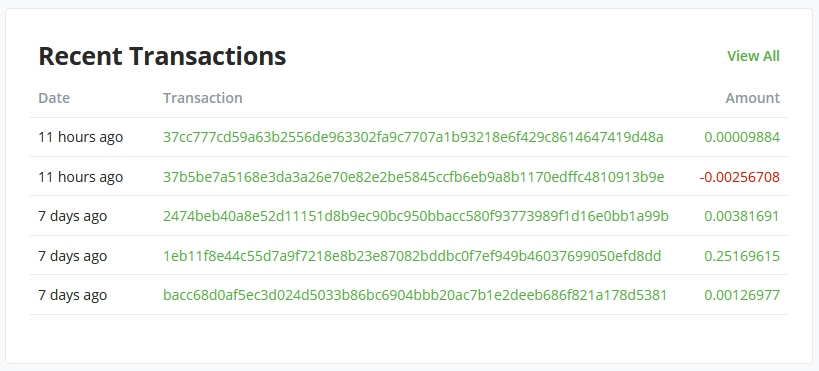 Recent Transactions View All
Date Transaction Amount
11 hours ago 37cc777cd59a63b2556de963302fa9c7707a1b93218e6f429c8614647419d48a 0.00009884
11 hours ago 37b5be7a5168e3da3a26e70e82e2be5845ccfb6eb9a8b1170edffc4810913b9e -0.00256708
7 days ago 2474beb40a8e52d11151d8b9ec90bc950bbacc580f93773989f1d16e0bb1a99b 0.00381691
7 days ago 1eb11f8e44c55d7a9f7218e8b23e87082bddbc0f7ef949b46037699050efd8dd 0.25169615
7 days ago bacc68d0af5ec3d024d5033b86bc6904bbb20ac7b1e2deeb686f821a178d5381 0.00126977